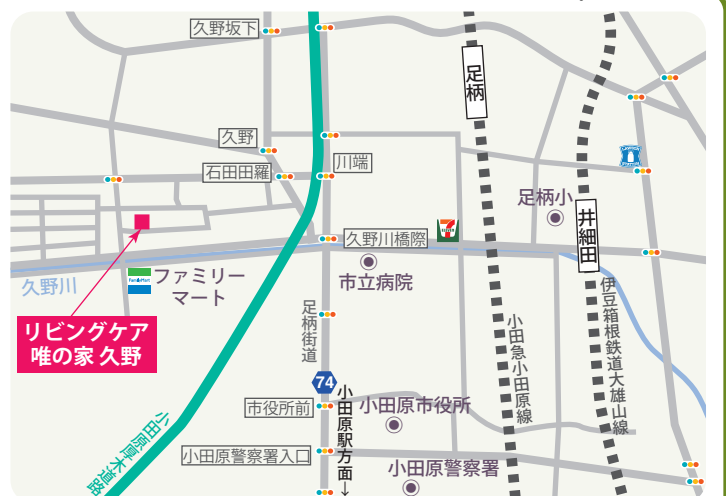 久野坂下
足柄
久野
川端
石田田羅
足柄小
井細田
7
ELEVEN
久野川橋際
市立病院
久野川
FamilyMart
ファミリー
マート
伊豆箱根鉄道大雄山線
足柄街道
小田急小田原線
リビングケア
唯の家 久野
74
小田原駅方面→
市役所前
小田原市役所
小田原厚木道路
小田原警察署入口
小田原警察署